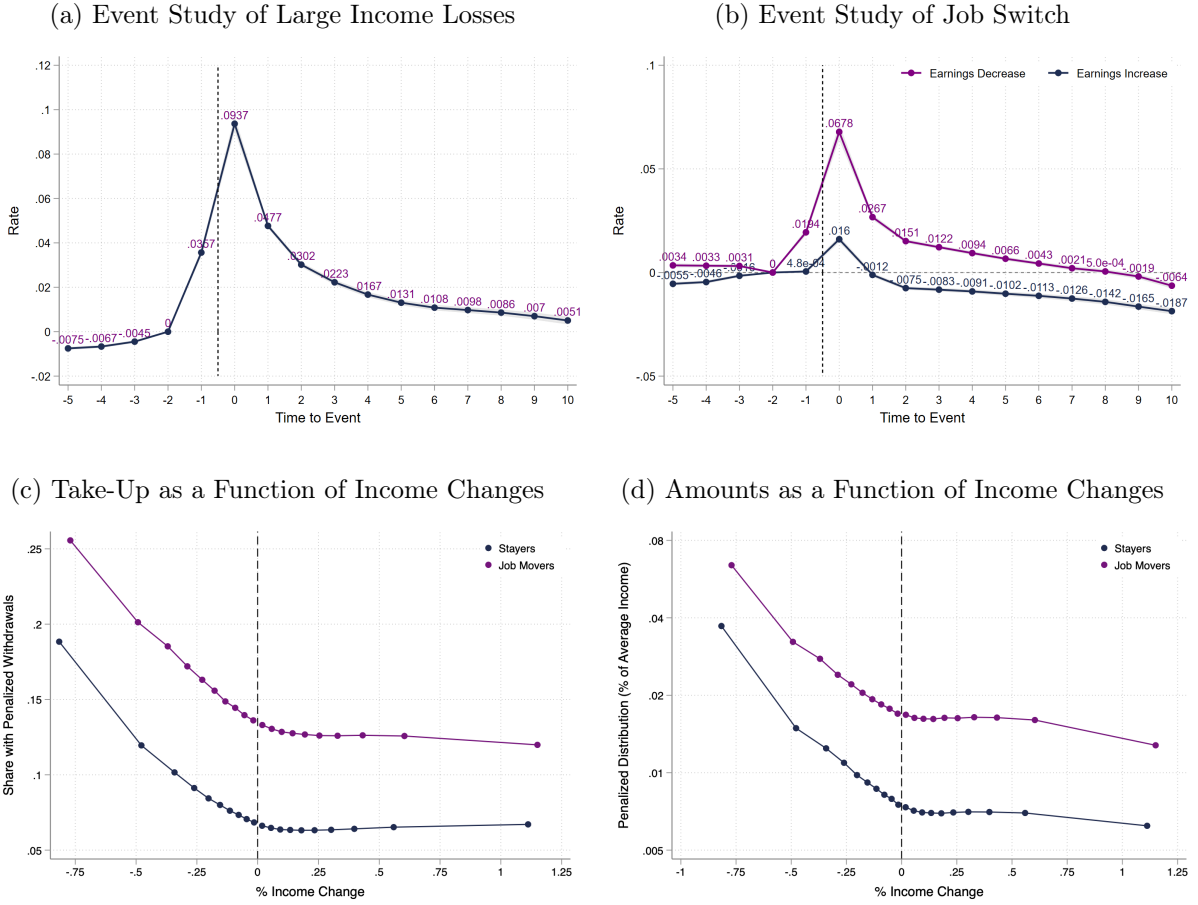 (a) Event Study of Large Income Losses
.12
.1
.08
.06
.04
.02
0
-.02
Rate
-.0075
-.0067
-.0045
0
.0357
.0937
.0477
.0302
.0223
.0167
.0131
.0108
.0098
.0086
.007
.0051
-5 -4 -3 -2 -1 0 1 2 3 4 5 6 7 8 9 10
Time to Event
(b) Event Study of Job Switch
Earnings Decrease Earnings Increase
.1
.05
0
-.05
Rate
.0034 .0033 .0031 0 .0194 .0678 .0267 .0151 .0122 .0094 .0066 .0043 .0021 5.0e-04 -.0019 -.0064
-.0055 -.0046 -.0016 4.8e-04 .016 -.0012 -.0075 -.0083 -.0091 -.0102 -.0113 -.0126 -.0142 -.0165 -.0187
-5 -4 -3 -2 -1 0 1 2 3 4 5 6 7 8 9 10
Time to Event
(c) Take-Up as a Function of Income Changes
Stayers
Job Movers
.25
.2
.15
.1
.05
Share with Penalized Withdrawals
-.75 -.5 -.25 0 .25 .5 .75 1 1.25
% Income Change
(d) Amounts as a Function of Income Changes
Stayers
Job Movers
.08
.04
.02
.01
.005
Penalized Distribution (% of Average Income)
-1 -.75 -.5 -.25 0 .25 .5 .75 1 1.25
% Income Change